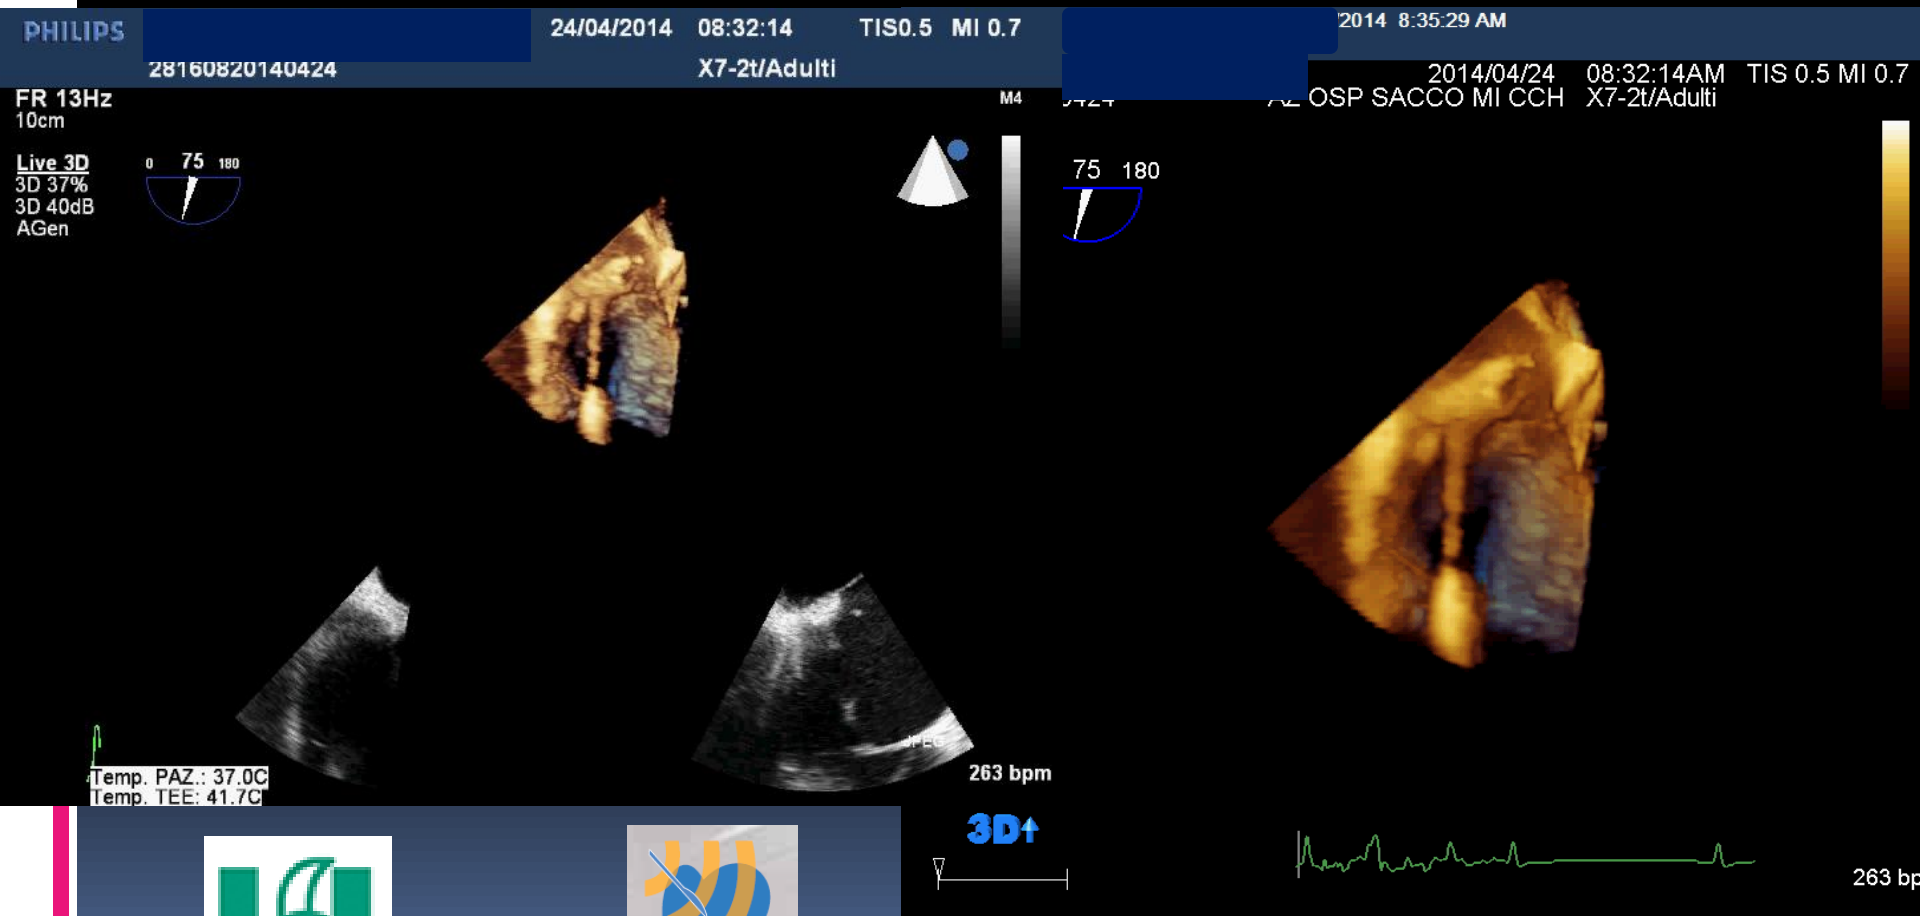 PHILIPS
24/04/2014 08:32:14 TIS0.5 MI 0.7
28160820140424 X7-2t/Adulti
FR 13Hz
10cm
M4
Live 3D
3D 37%
3D 40dB
AGen
0 75 180
JPEG
263 bpm
Temp. PAZ.: 37.0C
Temp. TEE: 41.7C
3D
/2014 8:35:29 AM
2014/04/24 08:32:14AM TIS 0.5 MI 0.7
OSP SACCO MI CCH X7-2t/Adulti
75 180
263 bp